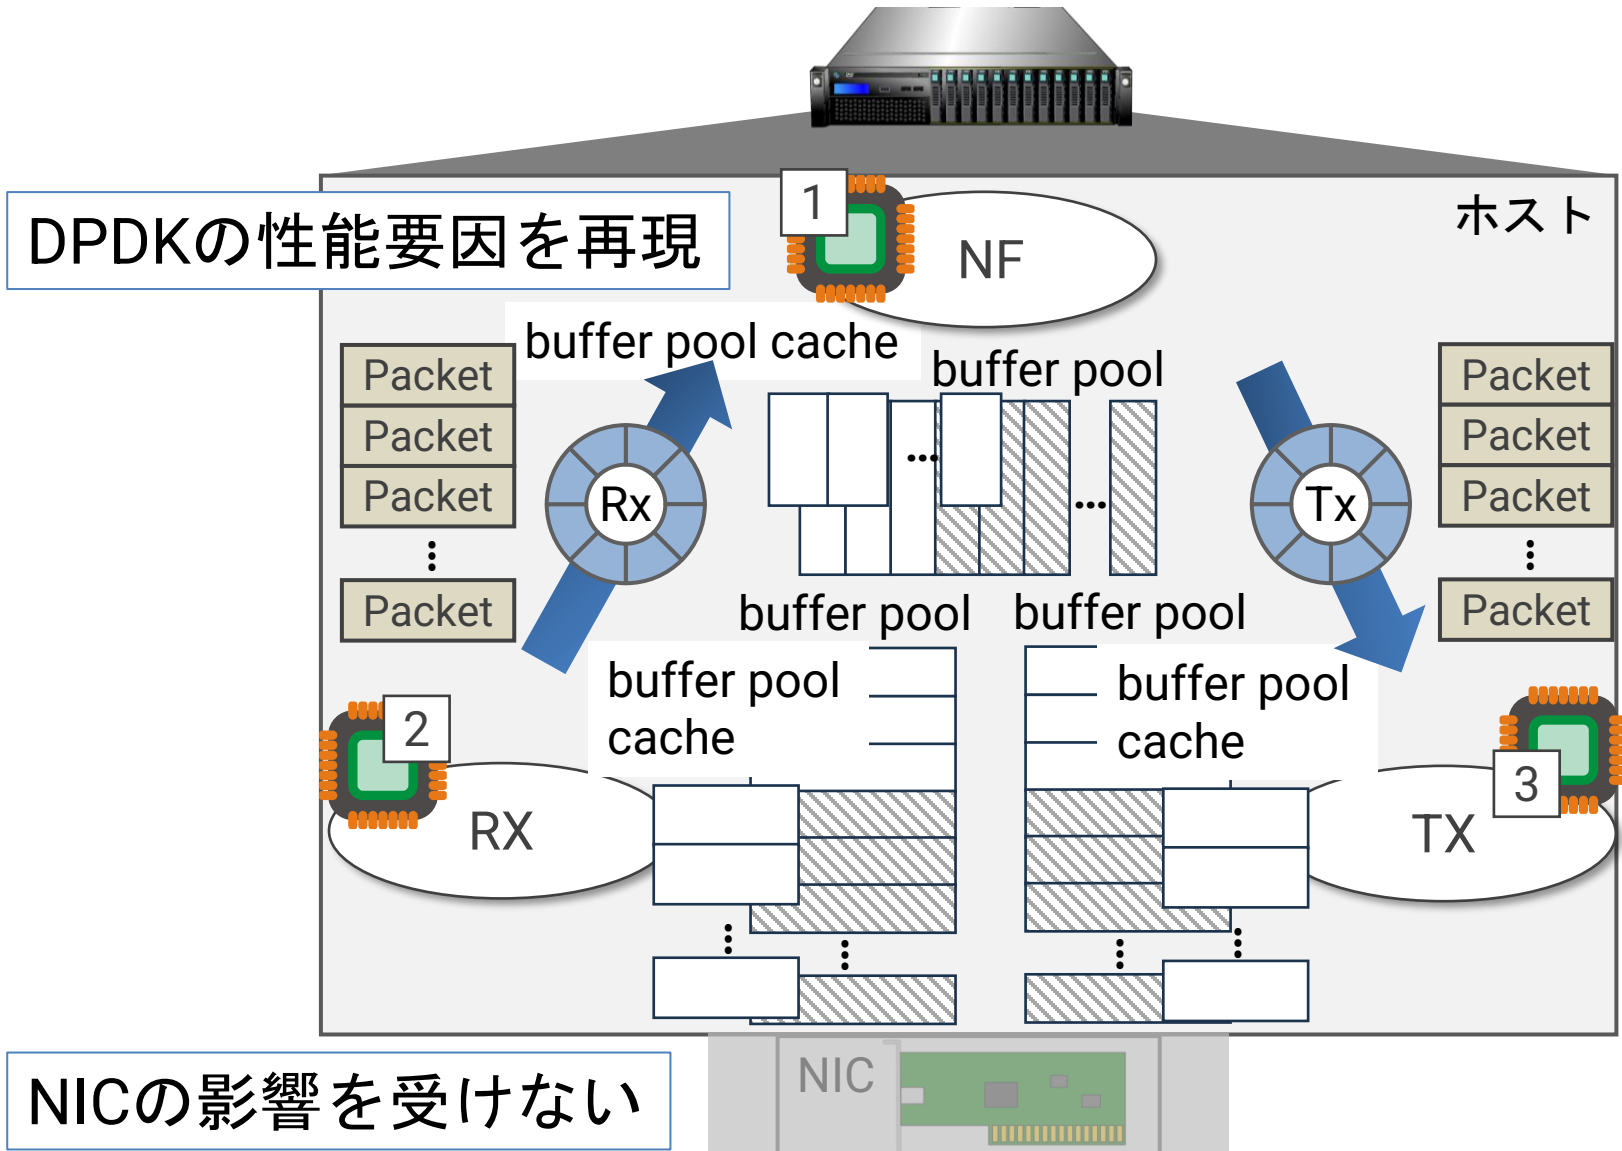 1
DPDKの性能要因を再現
NF
ホスト
buffer pool cache
buffer pool
Packet
Packet
Packet
Packet
Rx
Tx
Packet
Packet
Packet
Packet
buffer pool
buffer pool
buffer pool
cache
buffer pool
cache
2
RX
3
TX
NIC
NICの影響を受けない